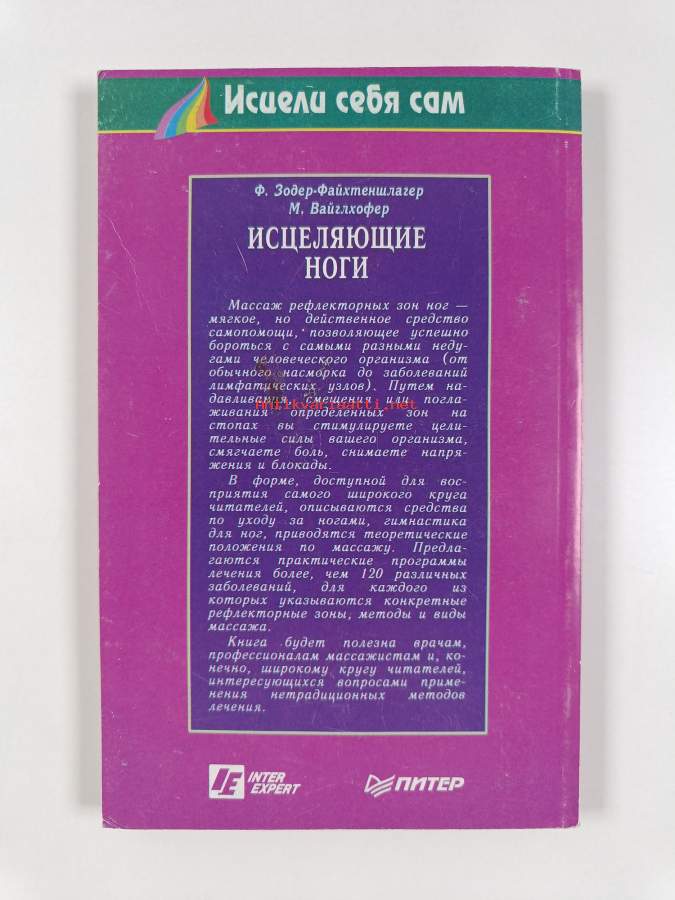 Исцели себя сам
Ф. Зодер-Файхтеншлагер
М. Вайглхофер
ИСЦЕЛЯЮЩИЕ
НОГИ
Массаж рефлекторных зон ног —
мягкое, но действенное средство
самопомощи, позволяющее успешно
бороться с самыми разными неду-
гами человеческого организма (от
обычного насморка до заболеваний
лимфатических узлов). Путем на-
давливания, смещения или погла-
antikvariaatti.net
живания определенных зон на
стопах вы стимулируете цели-
тельные силы вашего организма,
смягчаете боль, снимаете напря-
жения и блокады.
В форме, доступной для вос-
приятия самого широкого круга
читателей, описываются средства
по уходу за ногами, гимнастика
для ног, приводятся теоретические
положения по массажу. Предла-
гаются практические программы
лечения более, чем 120 различных
заболеваний, для каждого из
которых указываются конкретные
рефлекторные зоны, методы и виды
массажа.
Книга будет полезна врачам,
профессионалам массажистам и, ко-
нечно, широкому кругу читателей,
интересующихся вопросами приме-
нения нетрадиционных методов
лечения.
IE INTER
EXPERT
ПИТЕР